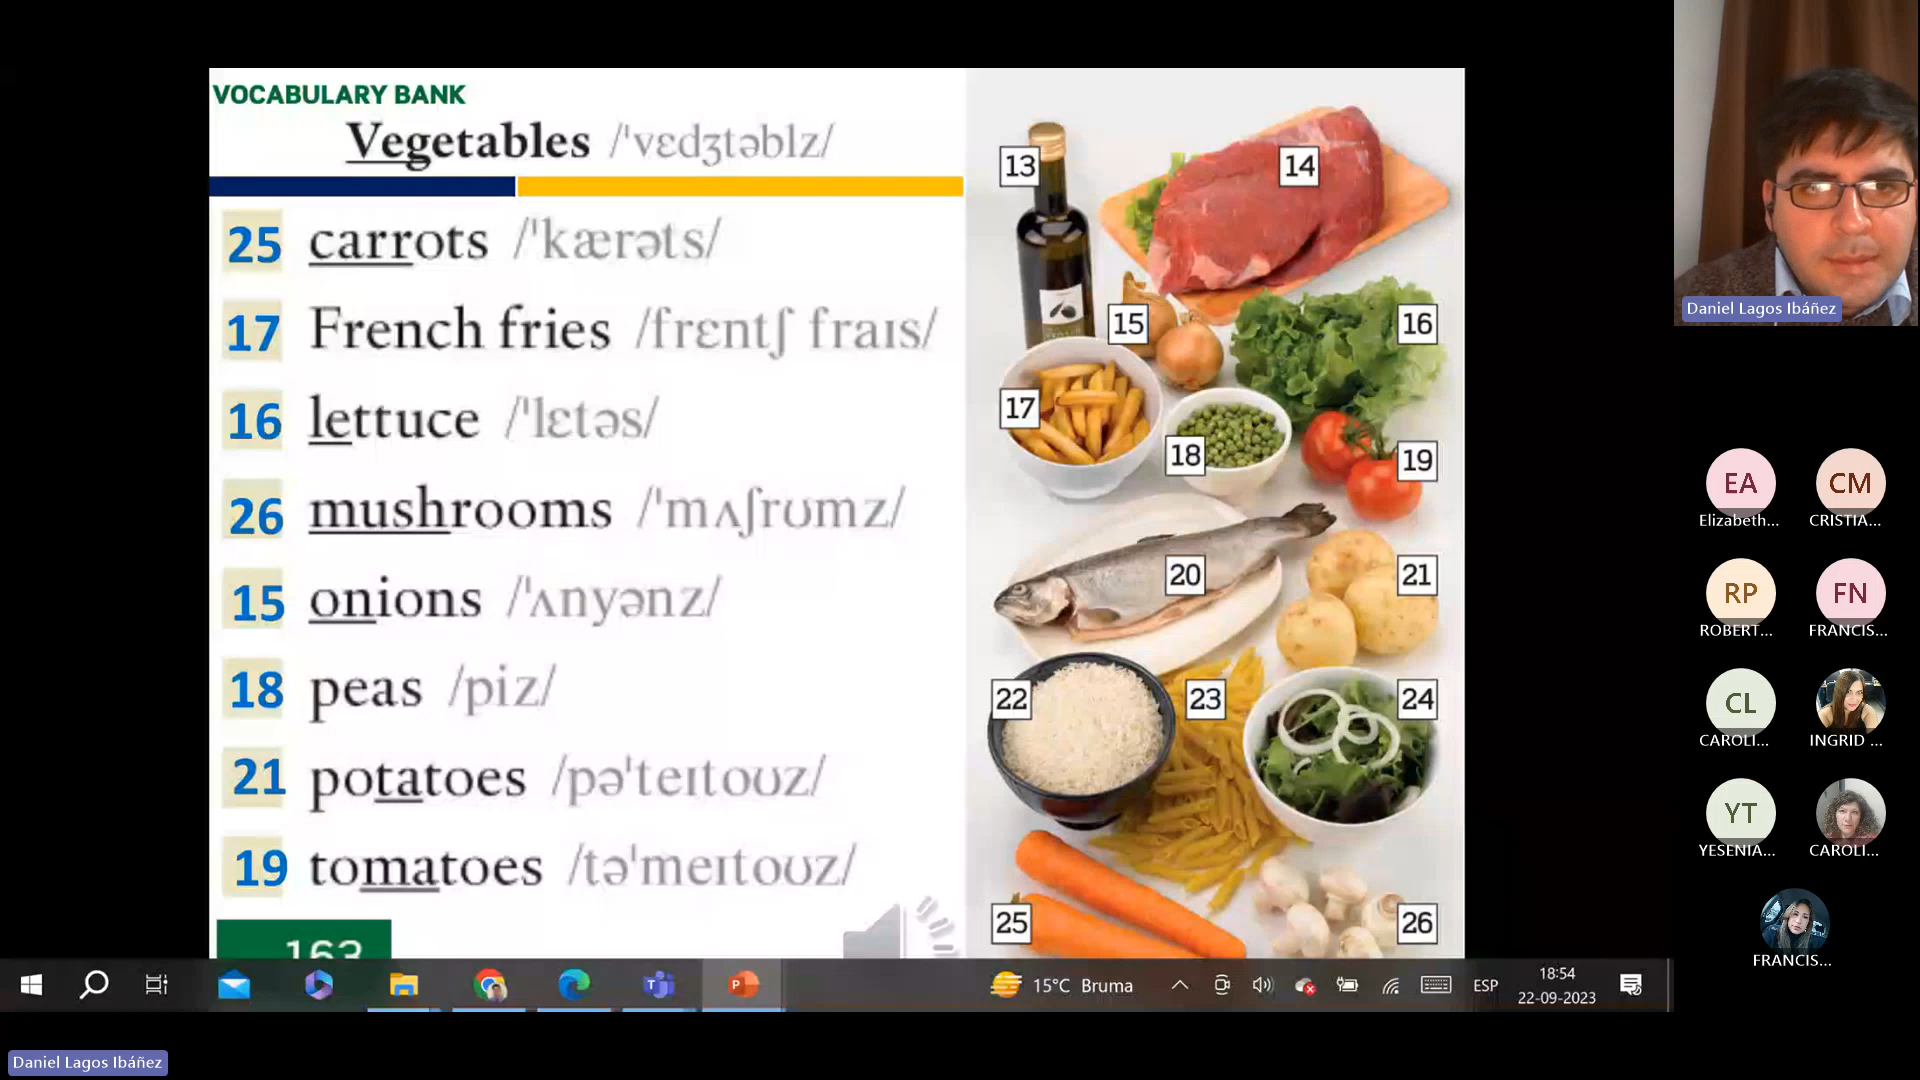 VOCABULARY BANK
Vegetables /ˈvɛdʒtəblz/
25 carrots /ˈkærəts/
17 French fries /frɛntʃ fraɪs/
16 lettuce /ˈlɛtəs/
26 mushrooms /ˈmʌʃrʊmz/
15 onions /ˈʌnyənz/
18 peas /piz/
21 potatoes /pəˈteɪtoʊz/
19 tomatoes /təˈmeɪtoʊz/
163
13
14
15
16
17
18
19
20
21
22
23
24
25
26
Daniel Lagos Ibáñez
EA
Elizabeth...
CM
CRISTIA...
RP
ROBERT...
FN
FRANCIS...
CL
CAROLI...
INGRID ...
YT
YESENIA...
CAROLI...
FRANCIS...
15°C Bruma
ESP
18:54
22-09-2023
Daniel Lagos Ibáñez